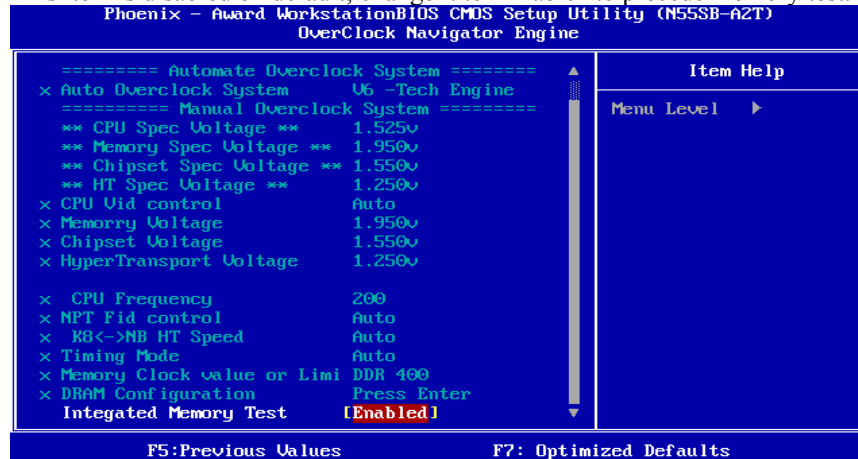 Phoenix - Award WorkstationBIOS CMOS Setup Utility (N55SB-A2T)
OverClock Navigator Engine
========= Automate Overclock System ========
Item Help
x Auto Overclock System V6 -Tech Engine
========== Manual Overclock System =========
Menu Level ▶
** CPU Spec Voltage ** 1.525v
** Memory Spec Voltage ** 1.950v
** Chipset Spec Voltage ** 1.550v
** HT Spec Voltage ** 1.250v
x CPU Vid control Auto
x Memorry Voltage 1.950v
x Chipset Voltage 1.550v
x HyperTransport Voltage 1.250v
x CPU Frequency 200
x NPT Fid control Auto
x K8<->NB HT Speed Auto
x Timing Mode Auto
x Memory Clock value or Limi DDR 400
x DRAM Configuration Press Enter
Integated Memory Test [Enabled]
F5:Previous Values F7: Optimized Defaults